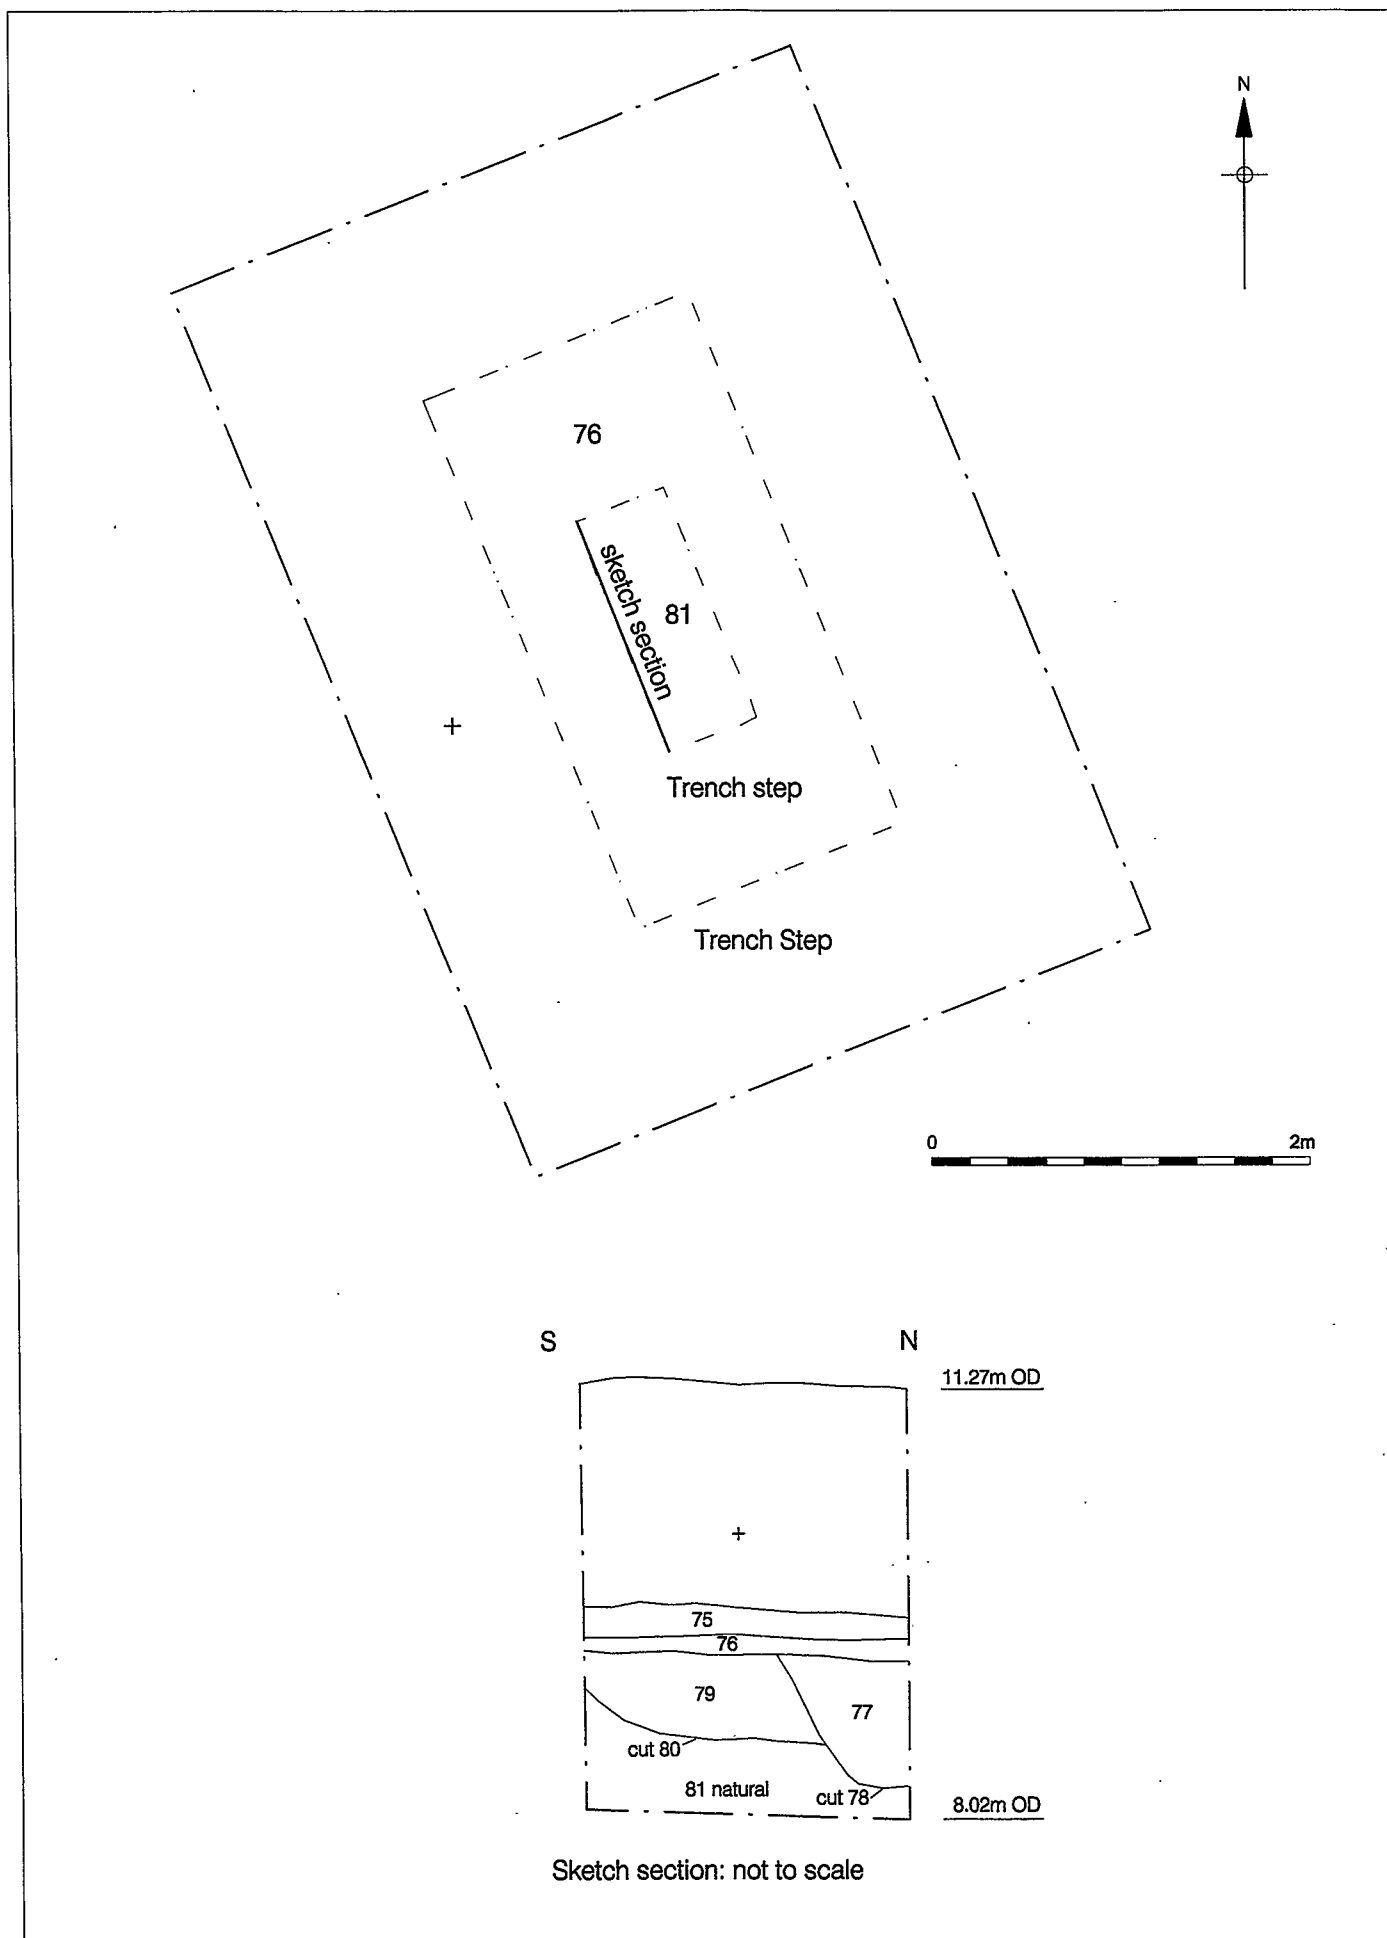 N
76
sketch section
81
+
Trench step
Trench Step
0 2m
S N
11.27m OD
+
75
76
79
77
cut 80
81 natural
cut 78
8.02m OD
Sketch section: not to scale